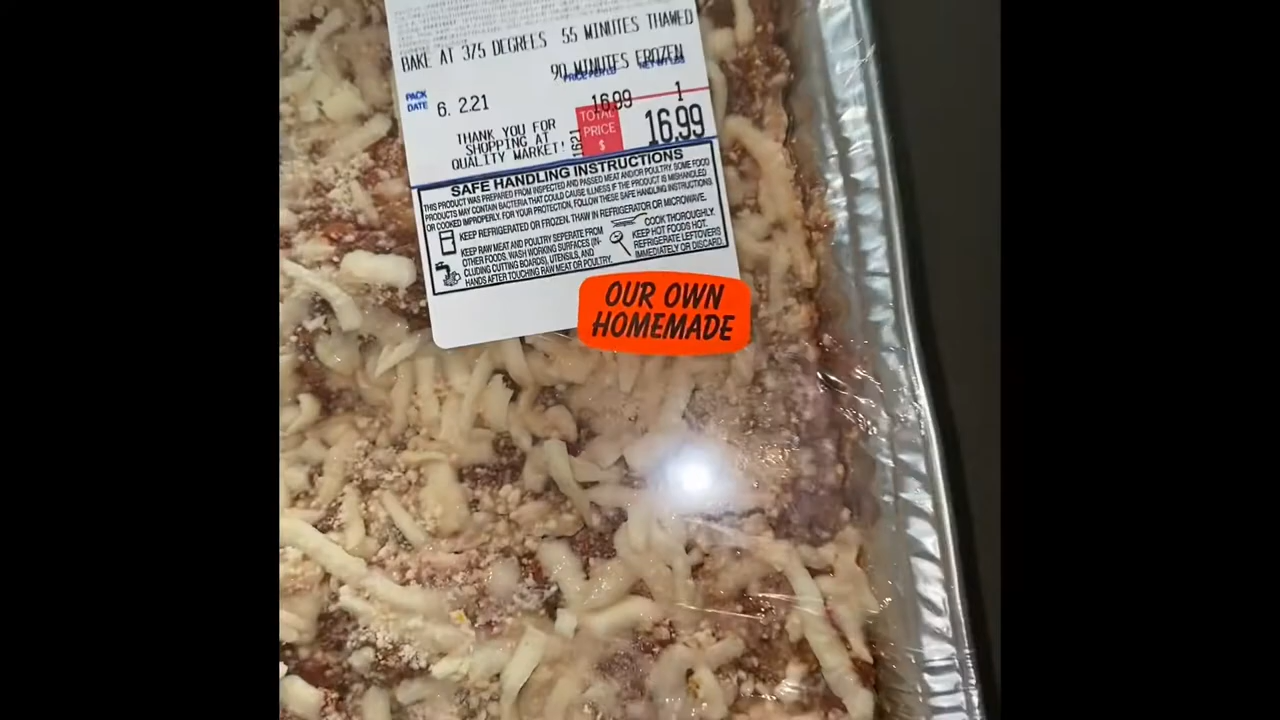 BAKE AT 375 DEGREES 55 MINUTES THAWED
90 MINUTES FROZEN
PACK DATE 6. 2.21
16.99 1
THANK YOU FOR
SHOPPING AT
QUALITY MARKET!
1621
TOTAL PRICE $ 16.99
SAFE HANDLING INSTRUCTIONS
THIS PRODUCT WAS PREPARED FROM INSPECTED AND PASSED MEAT AND/OR POULTRY. SOME FOOD
PRODUCTS MAY CONTAIN BACTERIA THAT COULD CAUSE ILLNESS IF THE PRODUCT IS MISHANDLED
OR COOKED IMPROPERLY. FOR YOUR PROTECTION, FOLLOW THESE SAFE HANDLING INSTRUCTIONS.
KEEP REFRIGERATED OR FROZEN. THAW IN REFRIGERATOR OR MICROWAVE.
KEEP RAW MEAT AND POULTRY SEPERATE FROM
OTHER FOODS. WASH WORKING SURFACES (IN-
CLUDING CUTTING BOARDS), UTENSILS, AND
HANDS AFTER TOUCHING RAW MEAT OR POULTRY.
COOK THOROUGHLY.
KEEP HOT FOODS HOT.
REFRIGERATE LEFTOVERS
IMMEDIATELY OR DISCARD.
OUR OWN
HOMEMADE